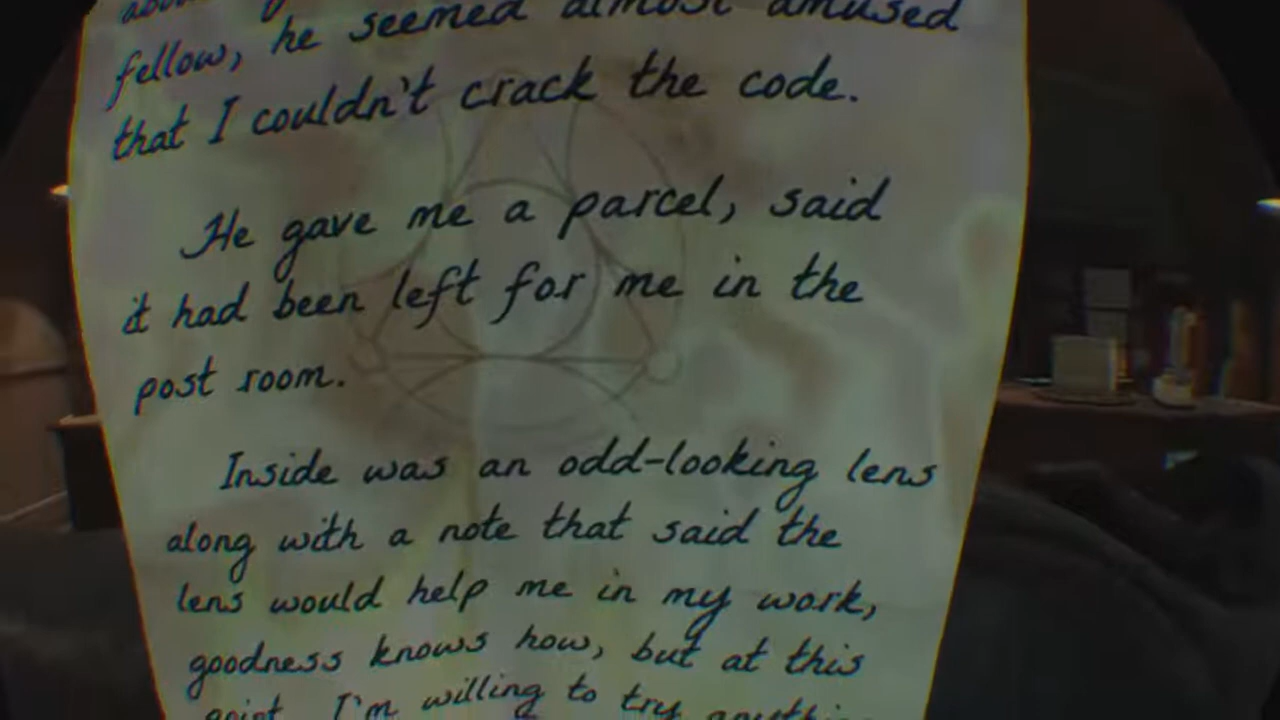 fellow, he seemed almost amused
that I couldn't crack the code.
He gave me a parcel, said
it had been left for me in the
post room.
Inside was an odd-looking lens
along with a note that said the
lens would help me in my work,
goodness knows how, but at this
point I'm willing to try